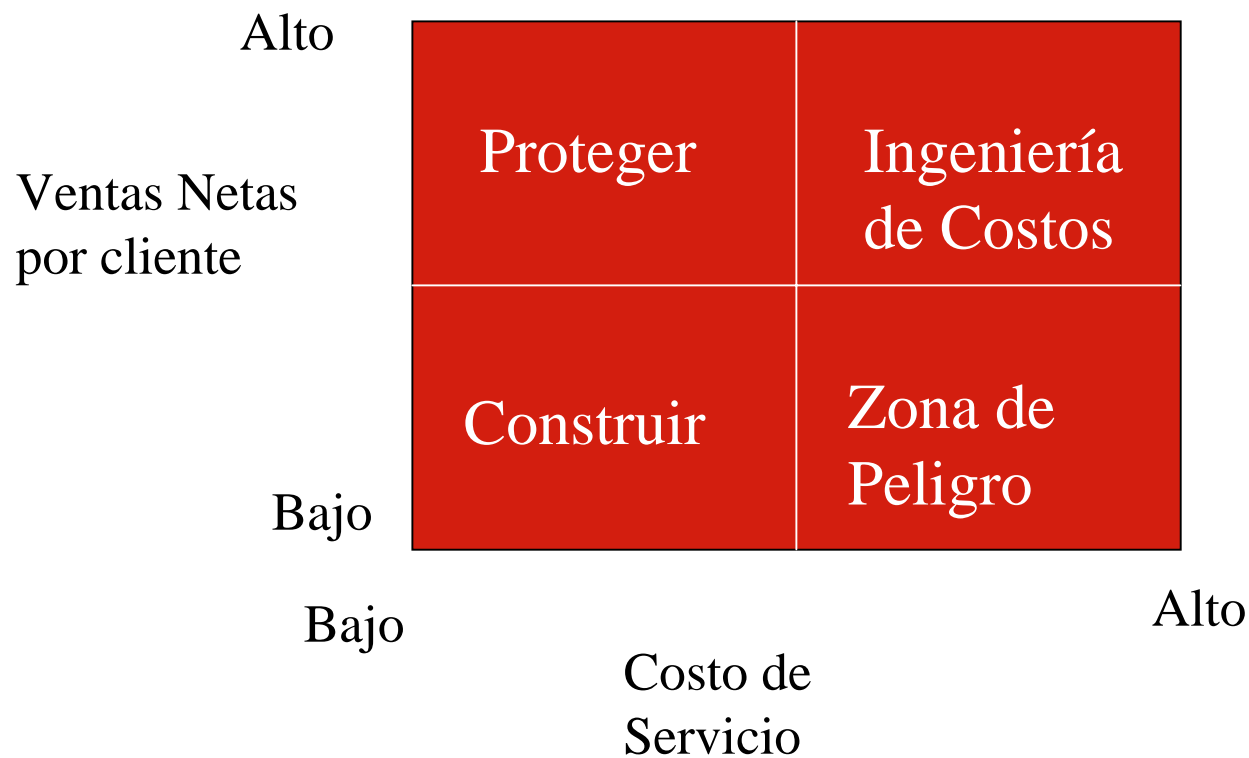 Alto
Proteger
Ingeniería
de Costos
Ventas Netas
por cliente
Construir
Zona de
Peligro
Bajo
Bajo
Alto
Costo de
Servicio